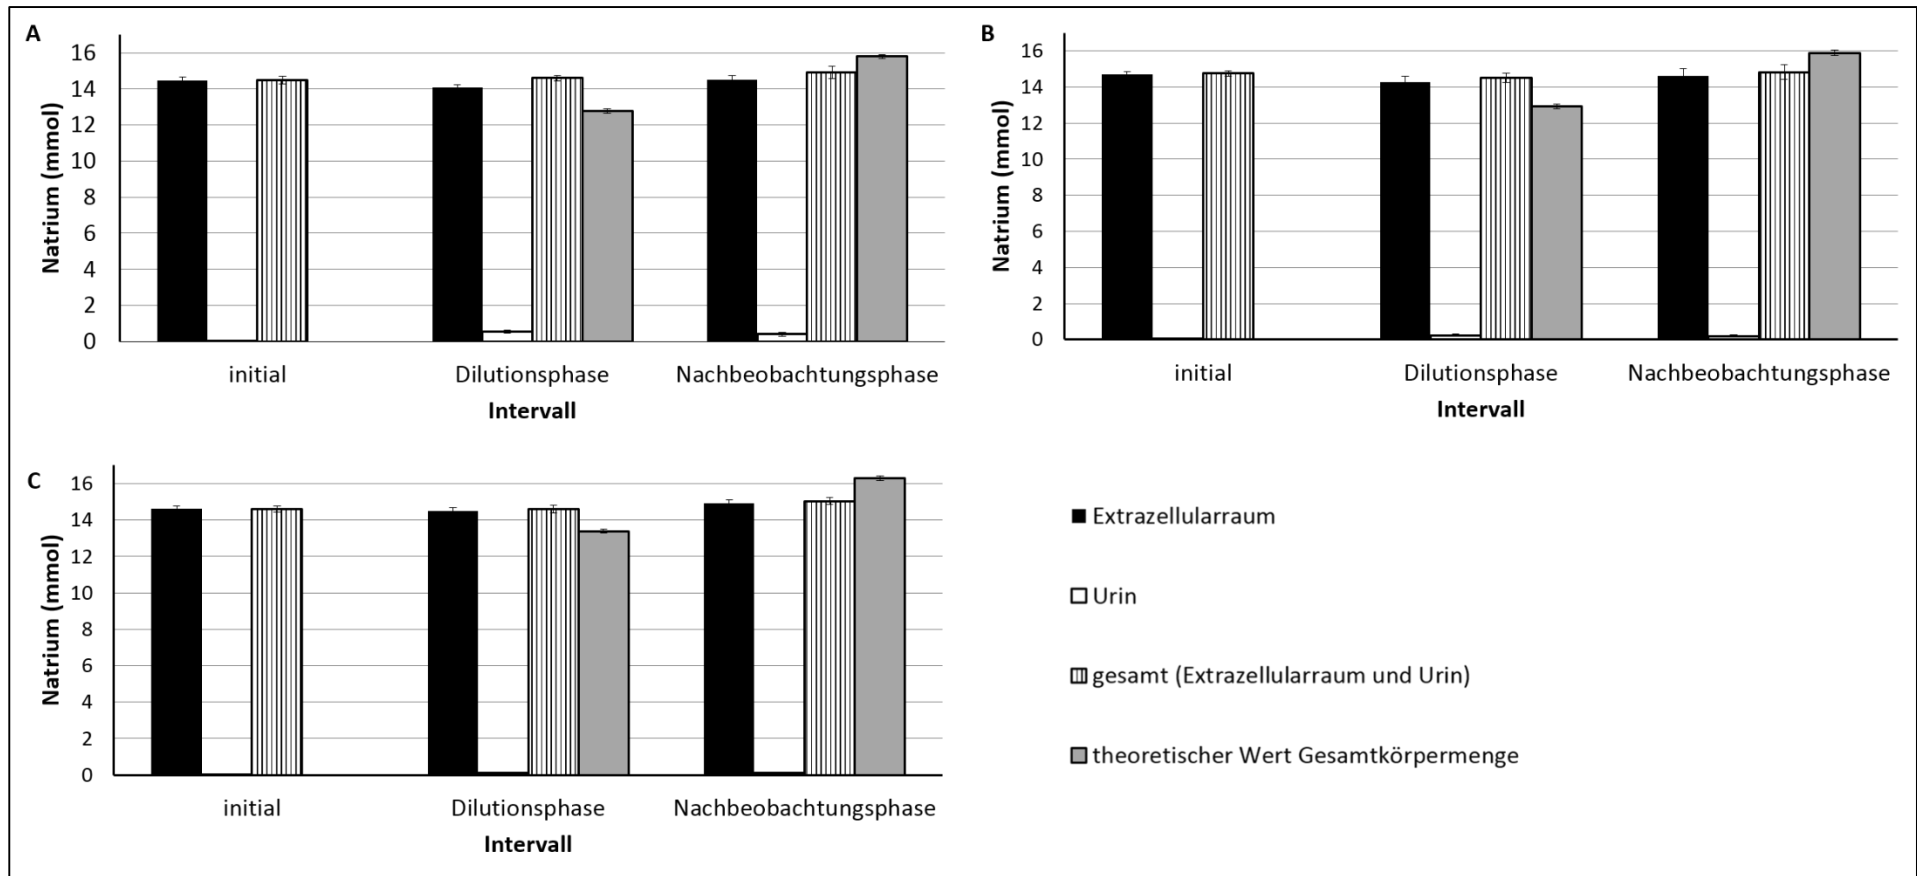 A
Natrium (mmol)
16
14
12
10
8
6
4
2
0
initial Dilutionsphase Nachbeobachtungsphase
Intervall
B
Natrium (mmol)
16
14
12
10
8
6
4
2
0
initial Dilutionsphase Nachbeobachtungsphase
Intervall
C
Natrium (mmol)
16
14
12
10
8
6
4
2
0
initial Dilutionsphase Nachbeobachtungsphase
Intervall
Extrazellularraum
Urin
gesamt (Extrazellularraum und Urin)
theoretischer Wert Gesamtkörpermenge